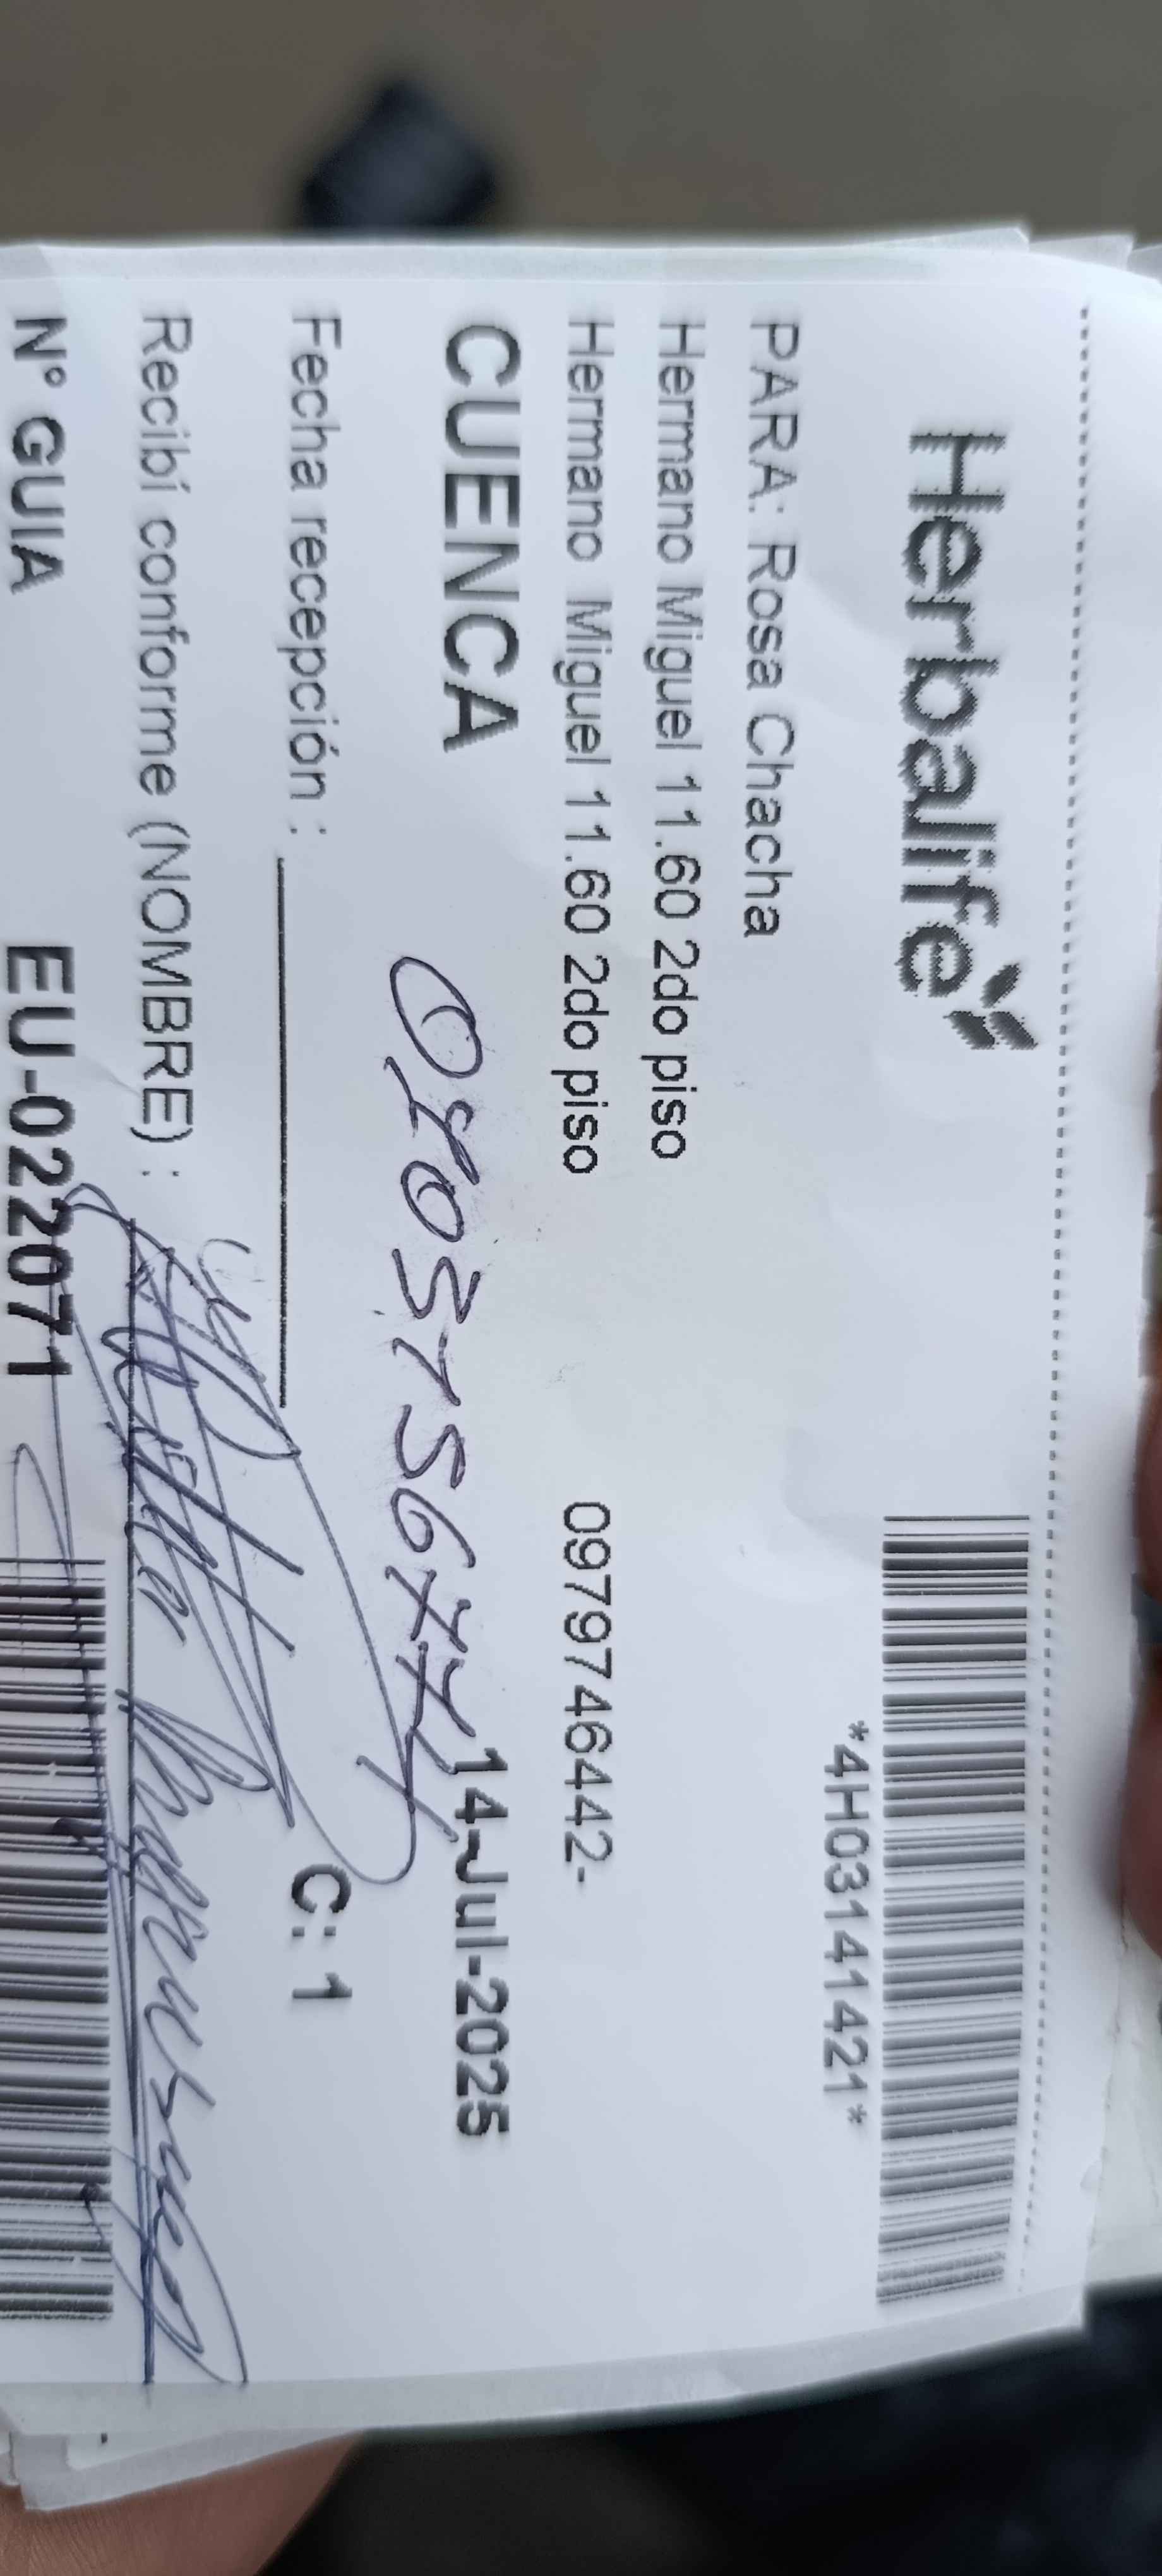 Herbalife
*4H03141421*
PARA: Rosa Chacha
Hermano Miguel 11.60 2do piso
Hermano Miguel 11.60 2do piso 0979746442-
CUENCA 14-Jul-2025
Fecha recepción :
C: 1
Recibí conforme (NOMBRE) :
Nº GUIA EU-022071